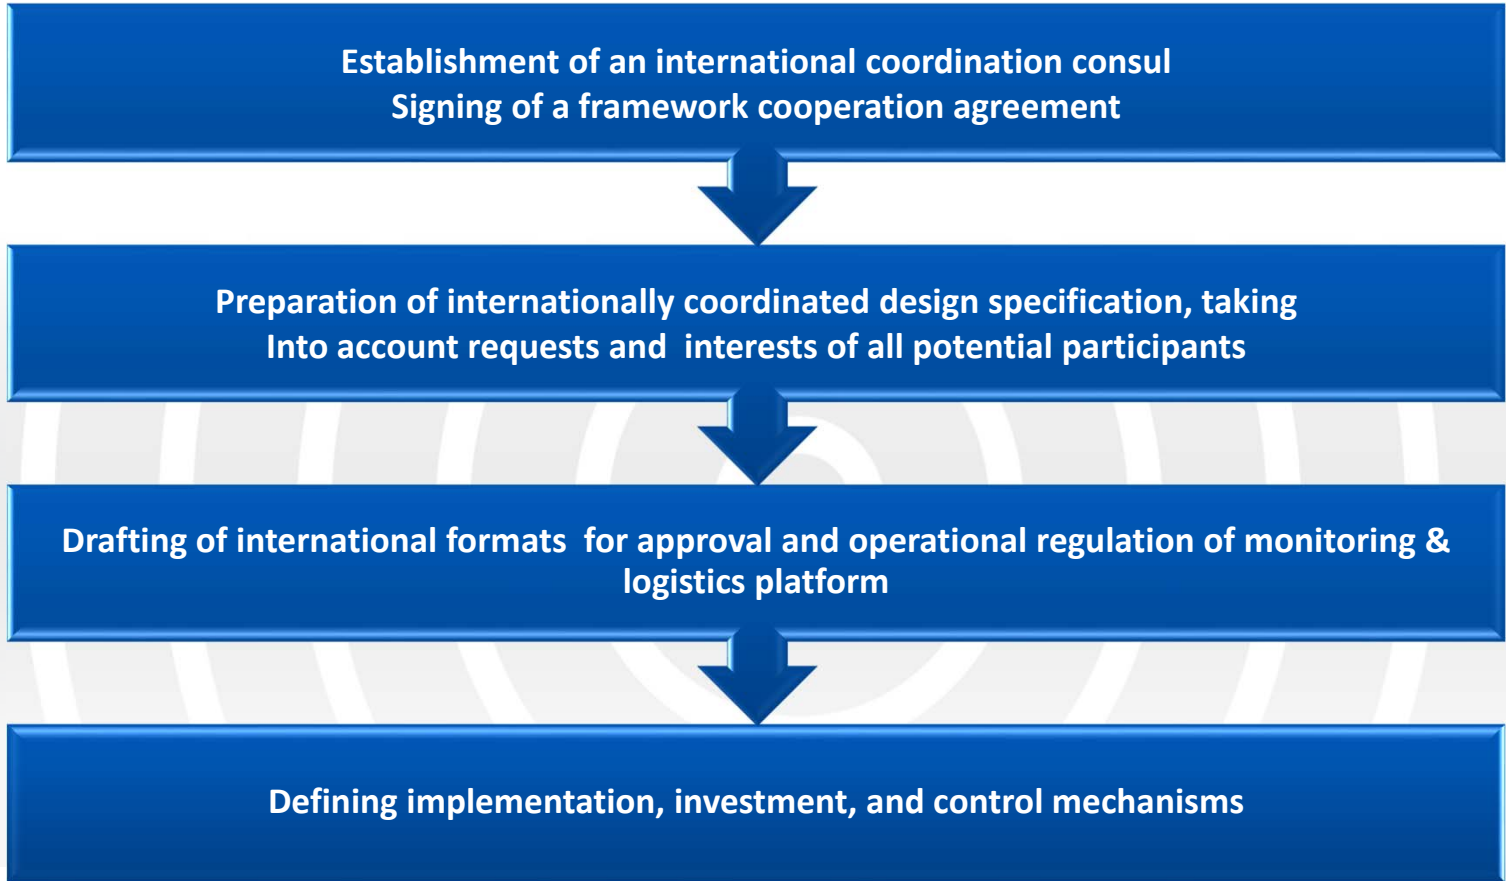 Establishment of an international coordination consul
Signing of a framework cooperation agreement
Preparation of internationally coordinated design specification, taking
Into account requests and  interests of all potential participants
Drafting of international formats  for approval and operational regulation of monitoring &
logistics platform
Defining implementation, investment, and control mechanisms